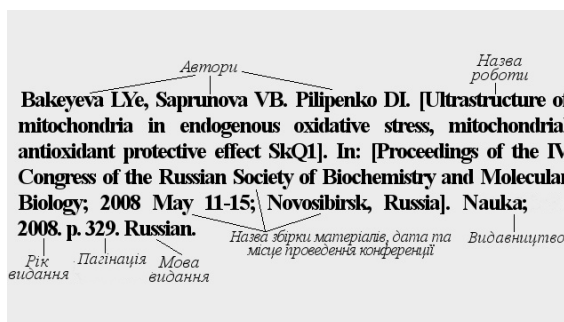 Автори
Назва
роботи
Bakeyeva LYe, Saprunova VB. Pilipenko DI. [Ultrastructure of
mitochondria in endogenous oxidative stress, mitochondrial
antioxidant protective effect SkQ1]. In: [Proceedings of the IV
Congress of the Russian Society of Biochemistry and Molecular
Biology; 2008 May 11-15; Novosibirsk, Russia]. Nauka;
2008. p. 329. Russian.
Назва збірки матеріалів, дата та
місце проведення конференції
Видавництво
Рік
видання
Пагінація
Мова
видання